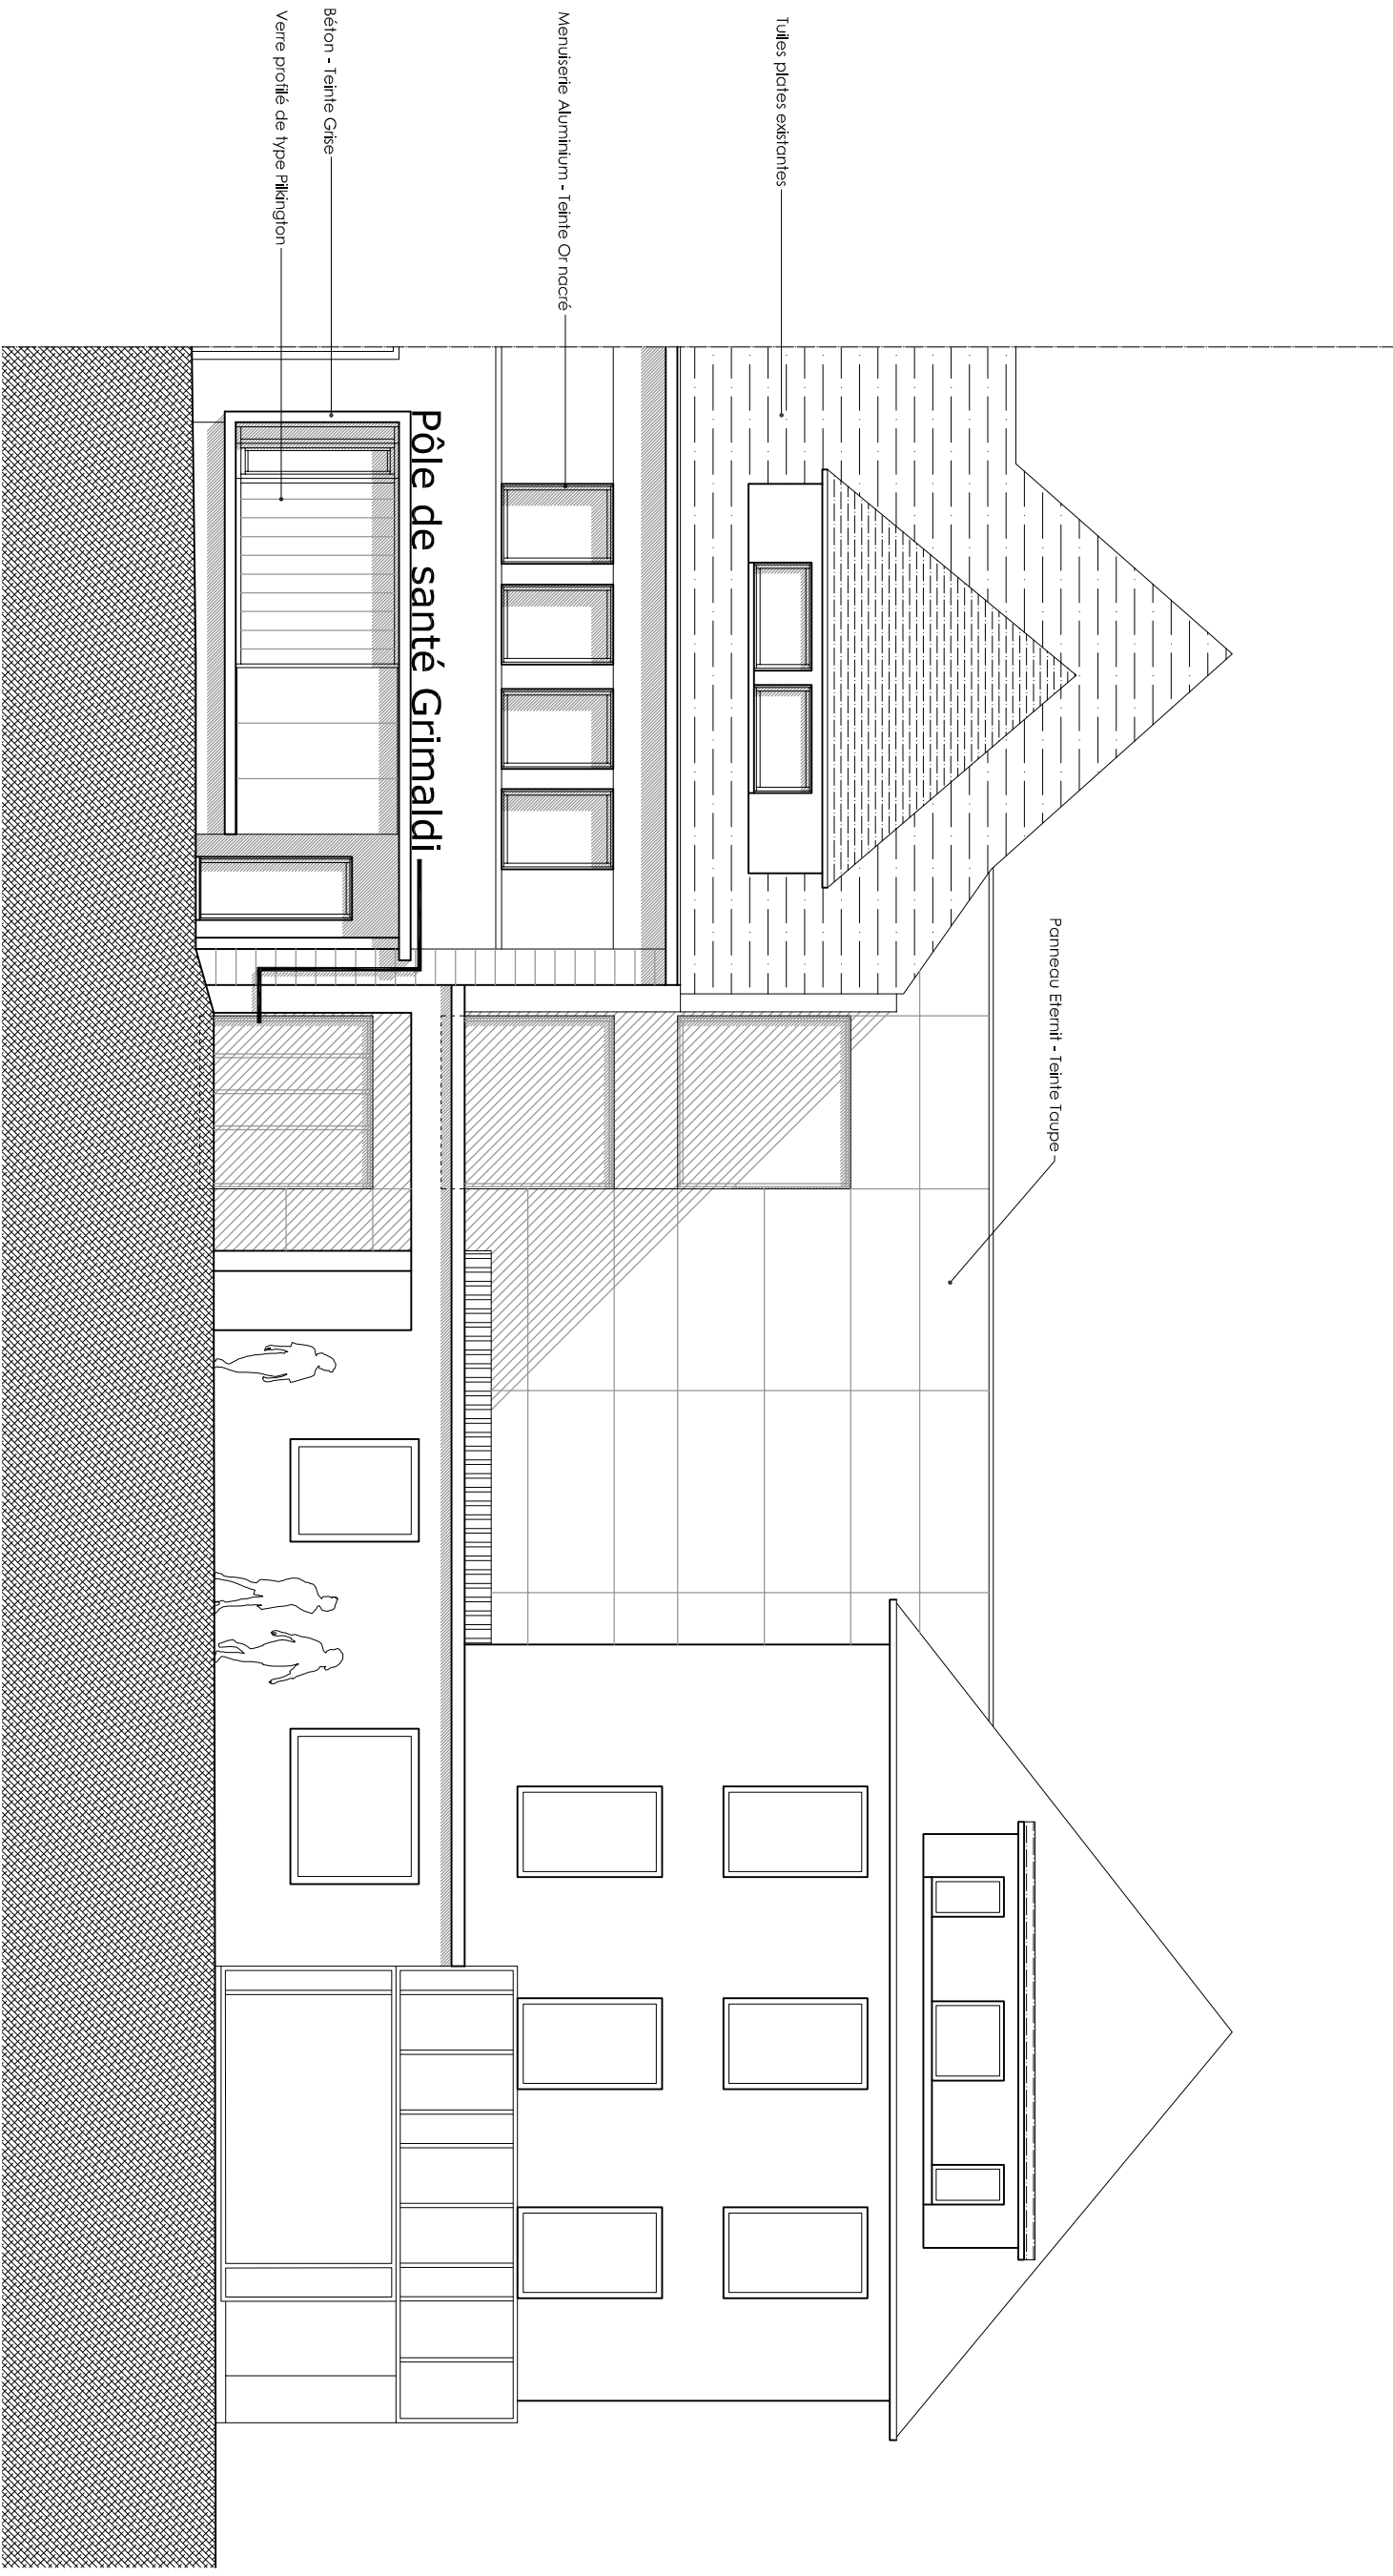 Tuiles plates existantes
Menuiserie Aluminium - Teinte Or nacré
Béton - Teinte Grise
Verre profilé de type Pilkington
Pôle de santé Grimaldi
Panneau Eternit - Teinte Taupe